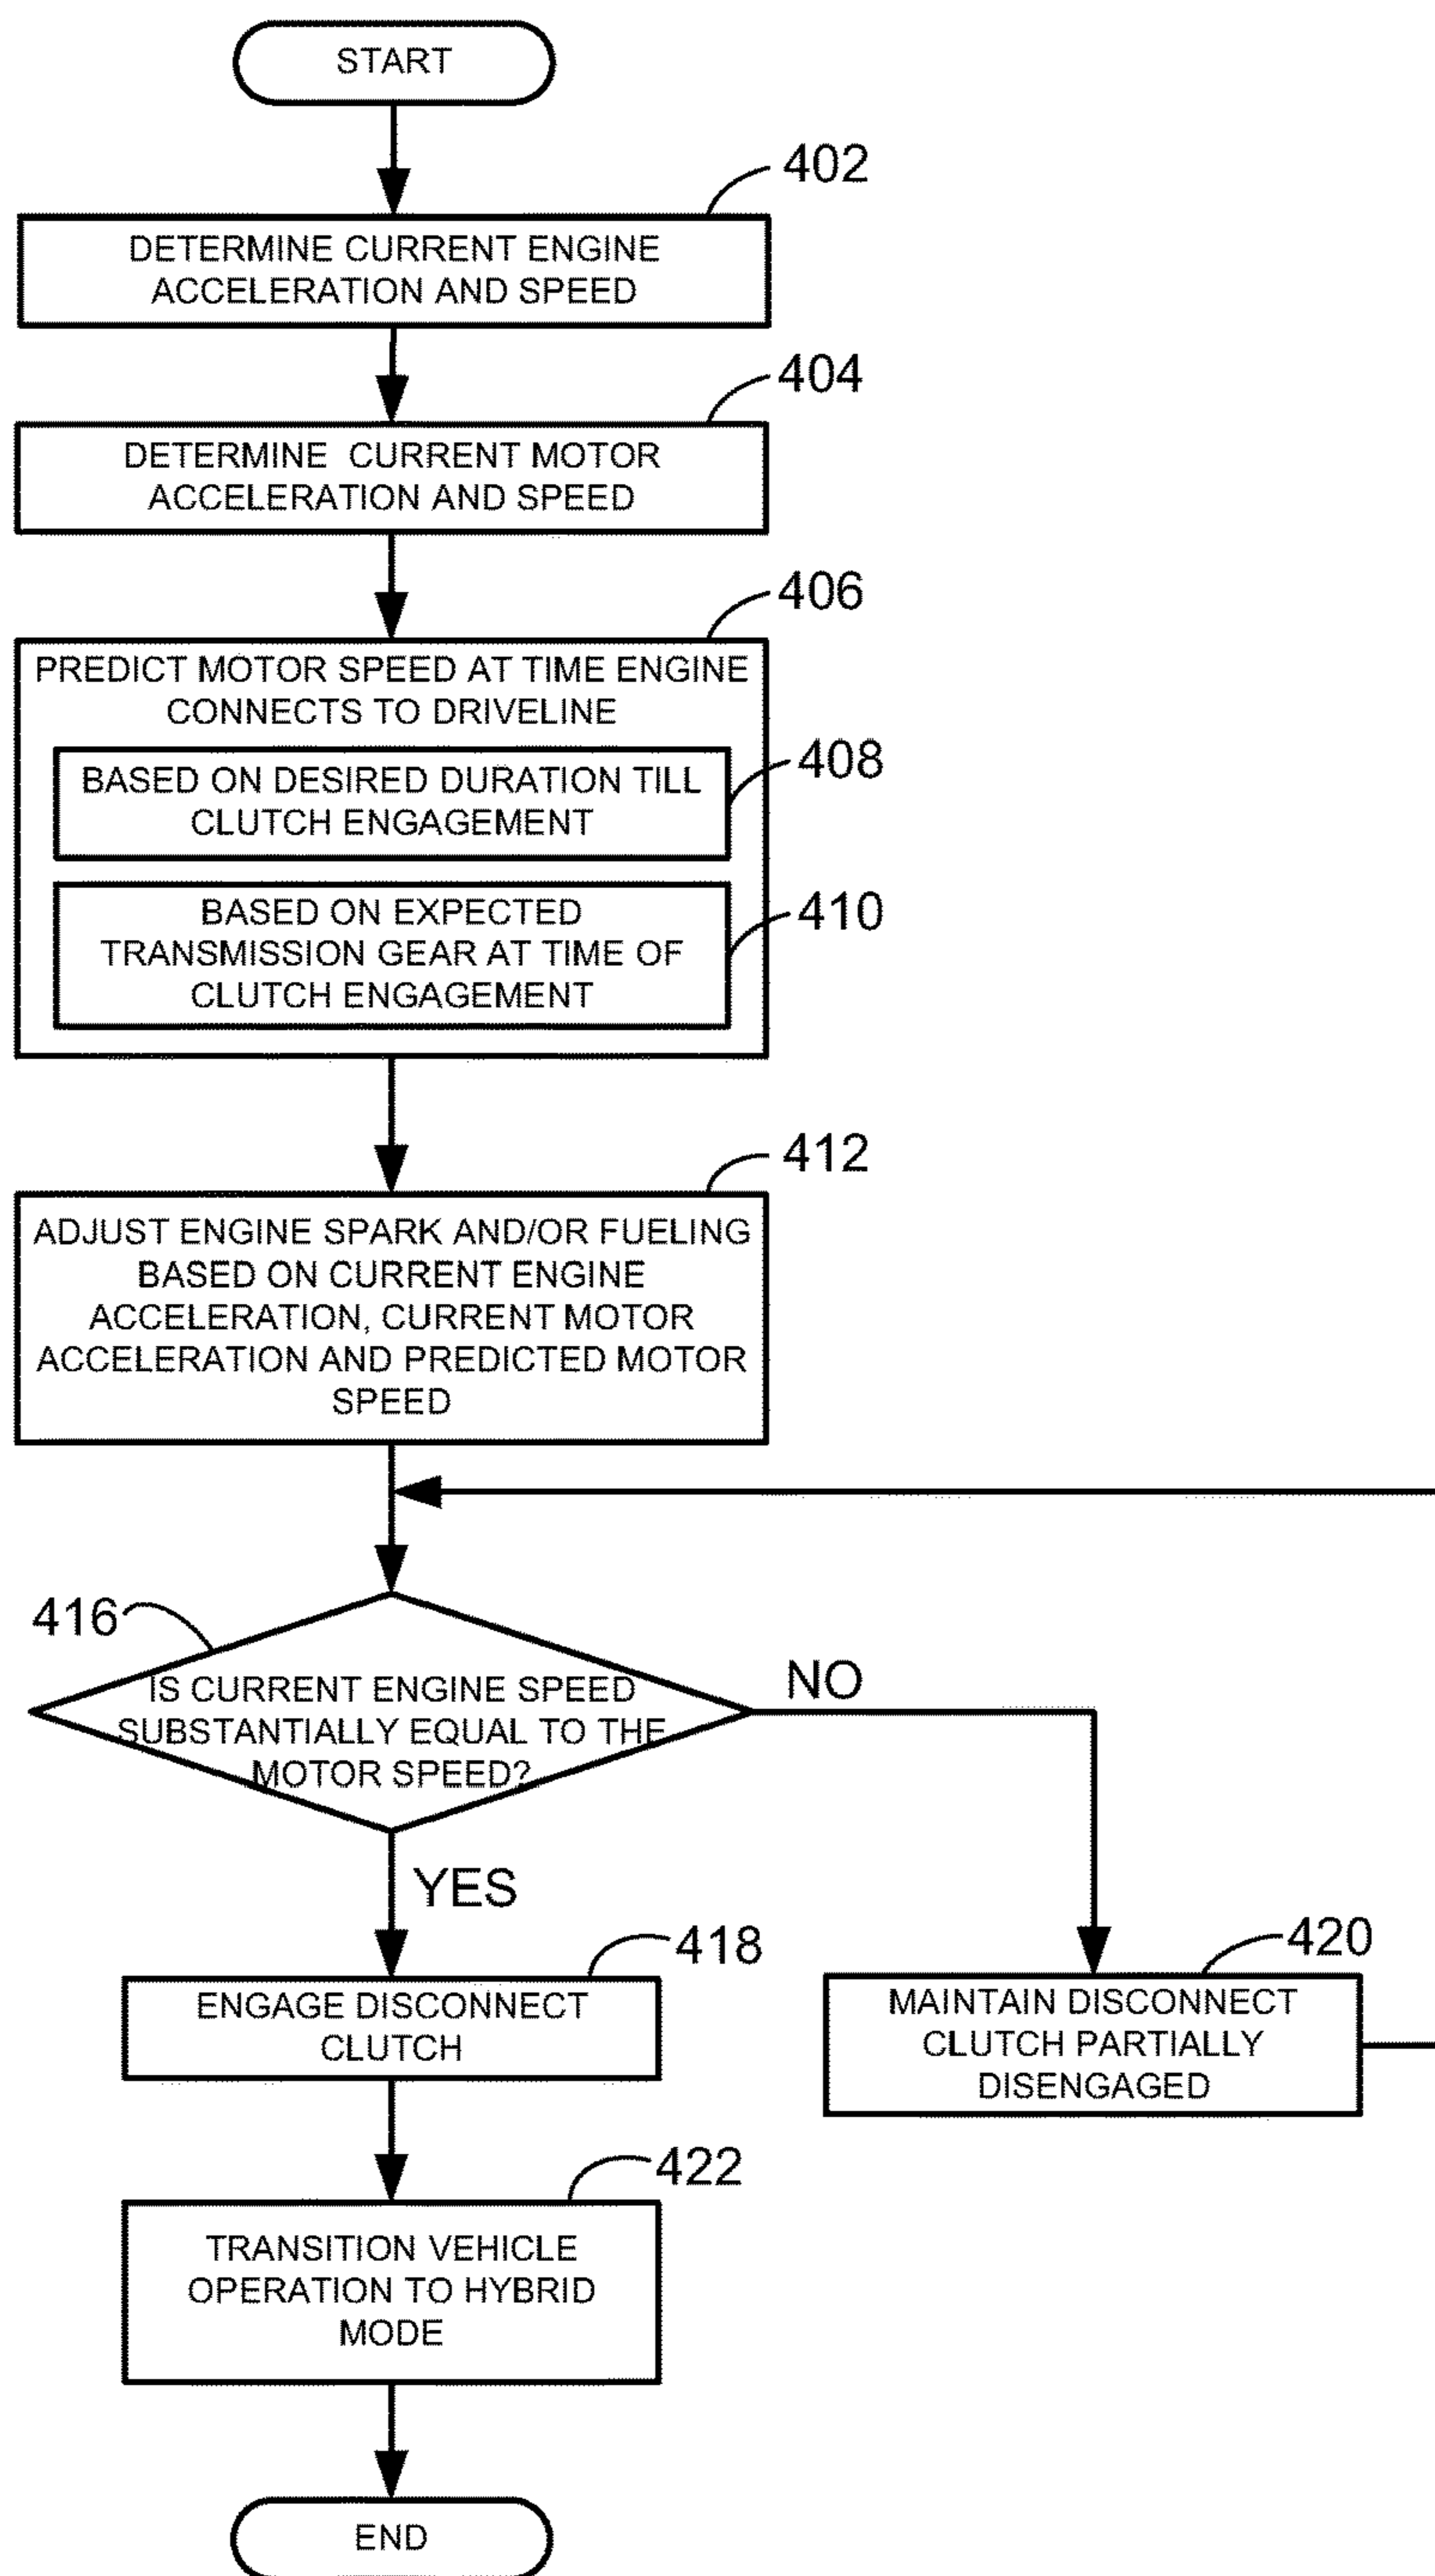 START
402
DETERMINE CURRENT ENGINE
ACCELERATION AND SPEED
404
DETERMINE CURRENT MOTOR
ACCELERATION AND SPEED
406
PREDICT MOTOR SPEED AT TIME ENGINE
CONNECTS TO DRIVELINE
408
BASED ON DESIRED DURATION TILL
CLUTCH ENGAGEMENT
410
BASED ON EXPECTED
TRANSMISSION GEAR AT TIME OF
CLUTCH ENGAGEMENT
412
ADJUST ENGINE SPARK AND/OR FUELING
BASED ON CURRENT ENGINE
ACCELERATION, CURRENT MOTOR
ACCELERATION AND PREDICTED MOTOR
SPEED
416
IS CURRENT ENGINE SPEED
SUBSTANTIALLY EQUAL TO THE
MOTOR SPEED?
NO
YES
418
ENGAGE DISCONNECT
CLUTCH
420
MAINTAIN DISCONNECT
CLUTCH PARTIALLY
DISENGAGED
422
TRANSITION VEHICLE
OPERATION TO HYBRID
MODE
END